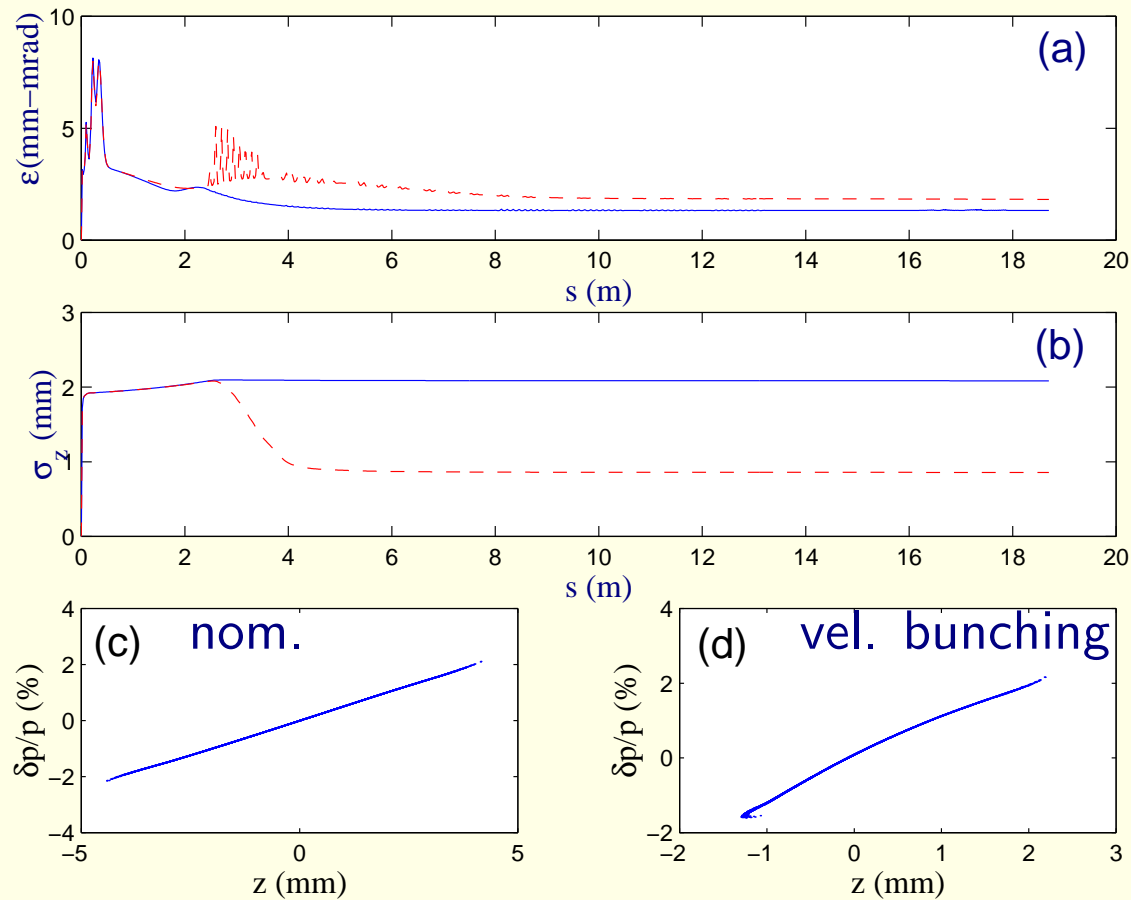 (a)
ε(mm−mrad)
10
5
0
0 2 4 6 8 10 12 14 16 18 20
s (m)
(b)
σ_z (mm)
3
2
1
0
0 2 4 6 8 10 12 14 16 18 20
s (m)
(c) nom.
δp/p (%)
4
2
0
−2
−4
−5 0 5
z (mm)
(d) vel. bunching
δp/p (%)
4
2
0
−2
−2 −1 0 1 2 3
z (mm)